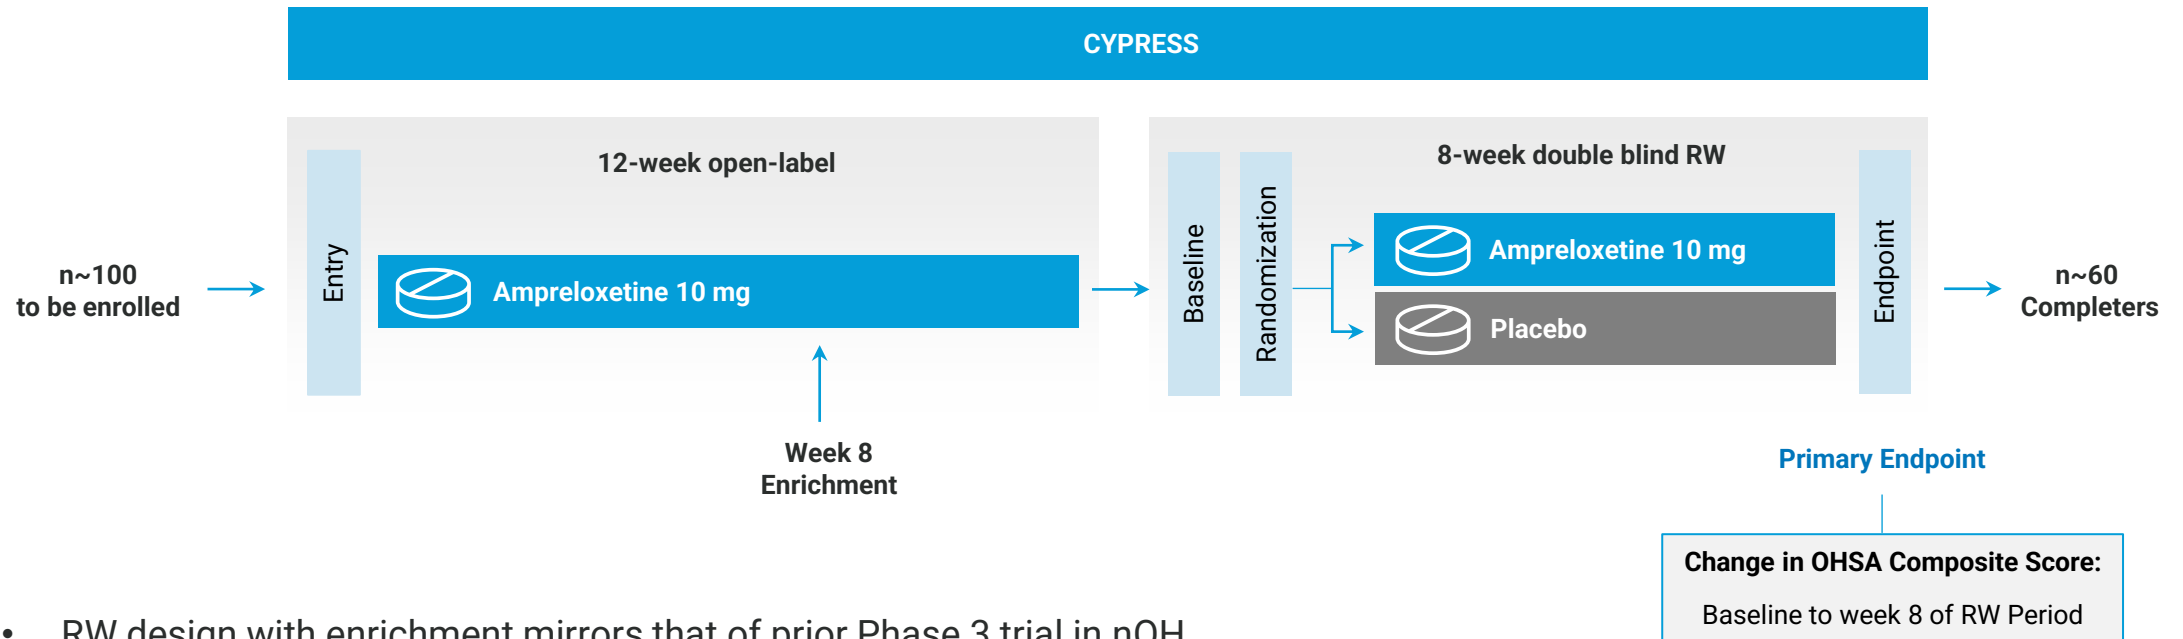 CYPRESS
12-week open-label
8-week double blind RW
n~100
to be enrolled
Entry
Ampreloxetine 10 mg
Week 8
Enrichment
Baseline
Randomization
Ampreloxetine 10 mg
Placebo
Endpoint
n~60
Completers
Primary Endpoint
Change in OHSA Composite Score:
Baseline to week 8 of RW Period
• RW design with enrichment mirrors that of prior Phase 3 trial in nOH